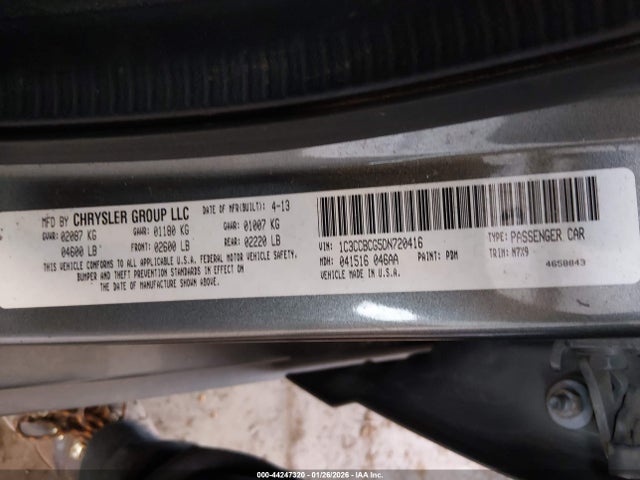 MFD BY CHRYSLER GROUP LLC DATE OF MFR(BUILT): 4-13
GVWR: 02087 KG GAWR: 01180 KG GAWR: 01007 KG
04600 LB FRONT: 02600 LB REAR: 02220 LB
THIS VEHICLE CONFORMS TO ALL APPLICABLE U.S.A. FEDERAL MOTOR VEHICLE SAFETY,
BUMPER AND THEFT PREVENTION STANDARDS IN EFFECT ON
THE DATE OF MANUFACTURE SHOWN ABOVE.
VIN: 1C3CCBCG5DN720416 TYPE: PASSENGER CAR
MDH: 041516 046AA PAINT: PDM TRIM: N7X9
VEHICLE MADE IN U.S.A. 4658843
000-44247320 - 01/26/2026 - © IAA Inc.